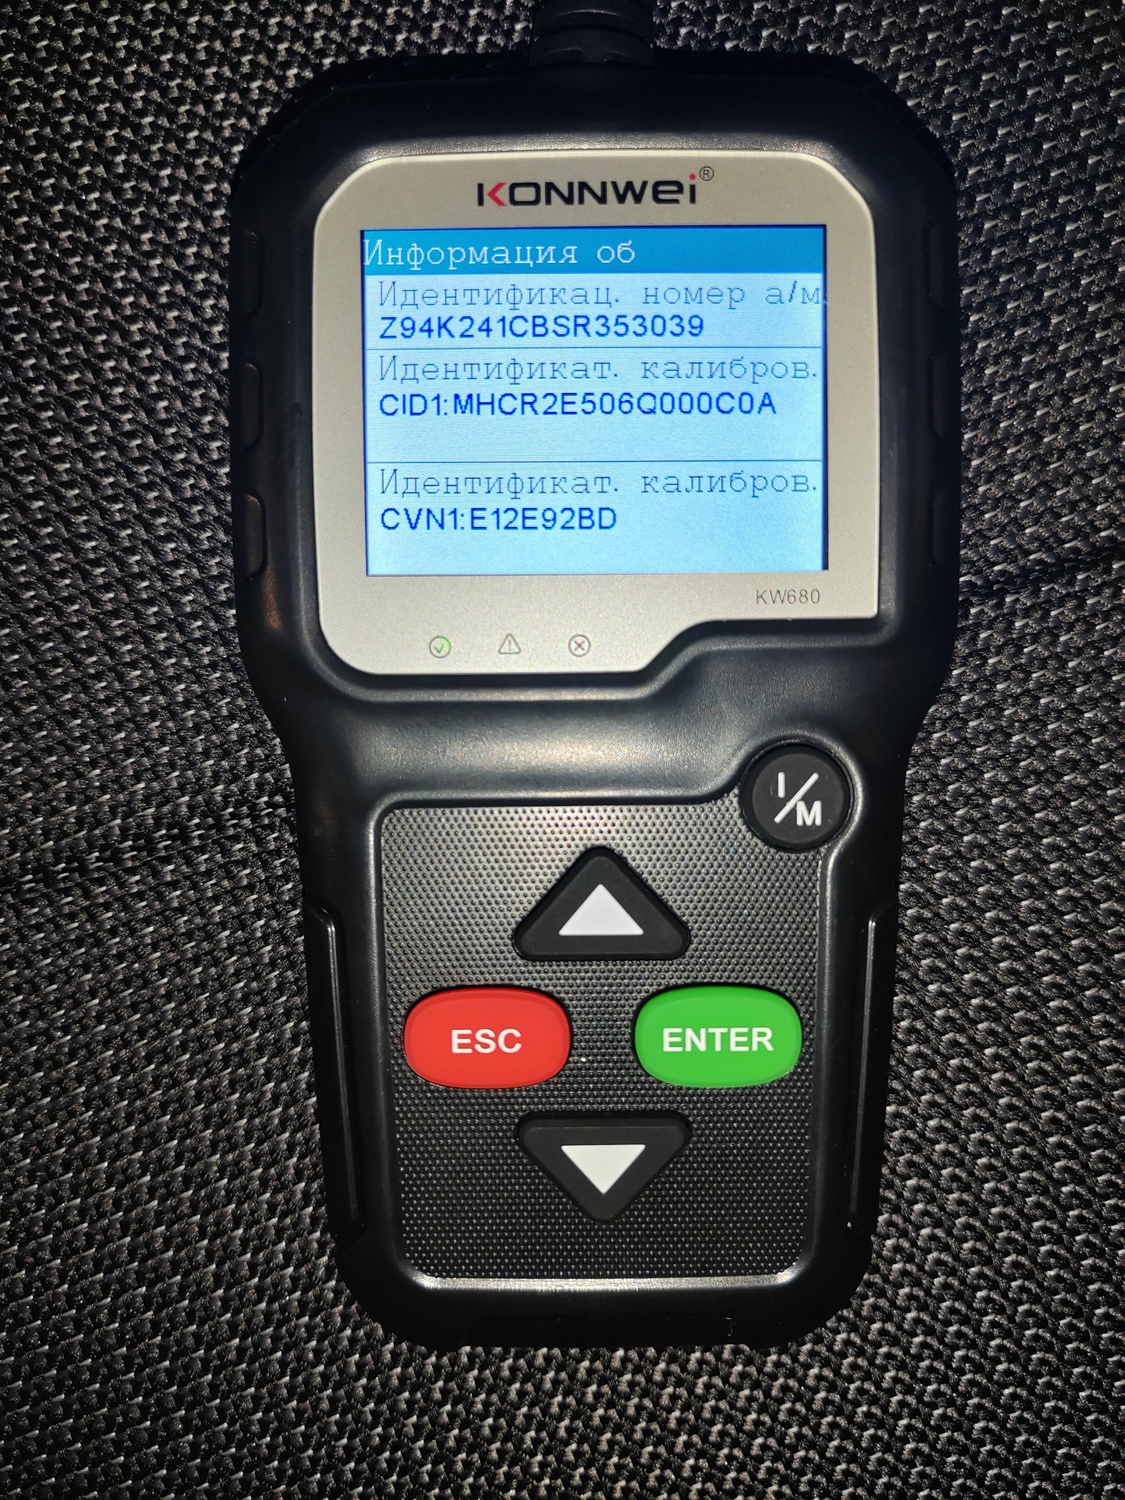 KONNWEI®
Информация об
Идентификац. номер а/м
Z94K241CBSR353039
Идентификат. калибров.
CID1:MHCR2E506Q000C0A
Идентификат. калибров.
CVN1:E12E92BD
KW680
I/M
ESC
ENTER